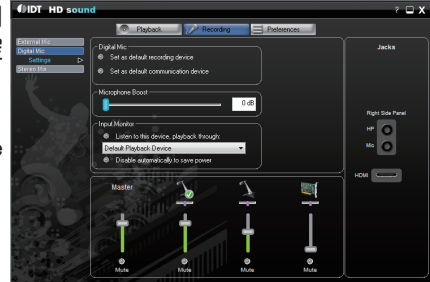 IDT HD sound
? X
Playback
Recording
Preferences
External Mic
Digital Mic
Settings
Stereo Mix
Digital Mic
Set as default recording device
Set as default communication device
Microphone Boost
0 dB
Input Monitor
Listen to this device, playback through:
Default Playback Device
Disable automatically to save power
Jacks
Right Side Panel
HP
Mic
HDMI
Master
Mute
Mute
Mute
Mute